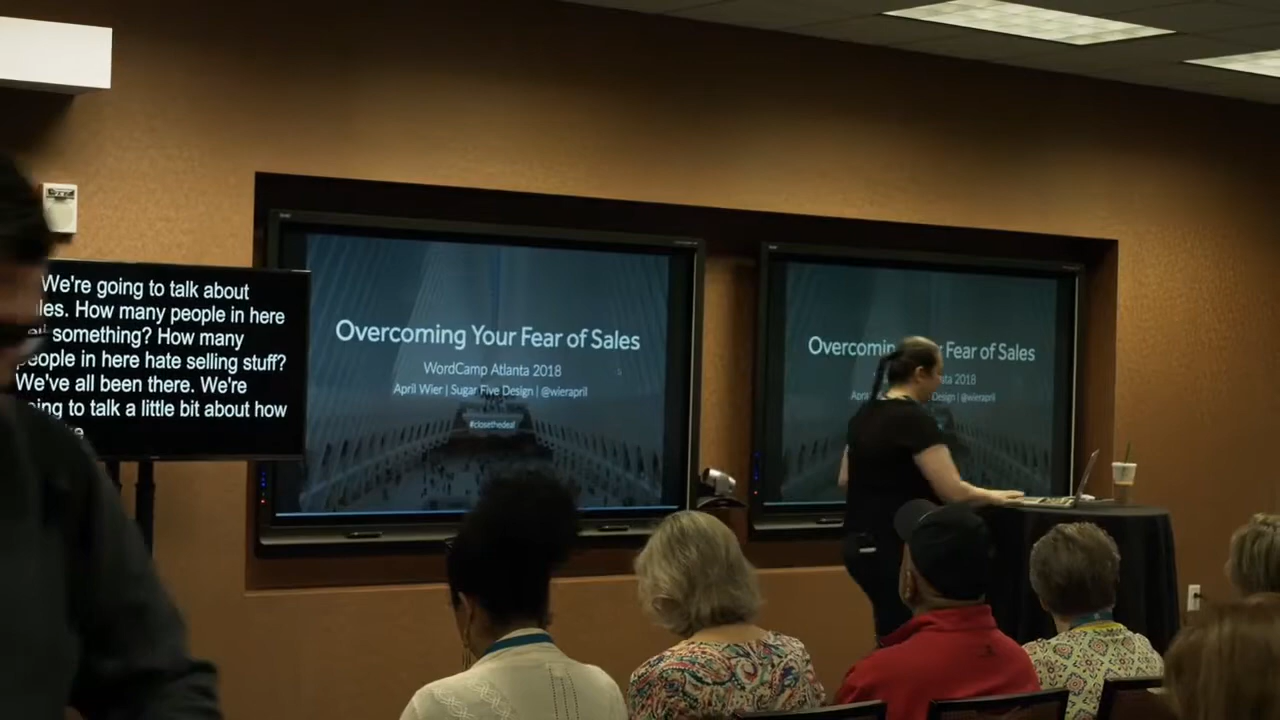 We're going to talk about
les. How many people in here
something? How many
people in here hate selling stuff?
We've all been there. We're
ing to talk a little bit about how
Overcoming Your Fear of Sales
WordCamp Atlanta 2018
April Wier | Sugar Five Design | @wierapril
#closethedeal
Overcomin r Fear of Sales
nta 2018
Apr n | @wierapril